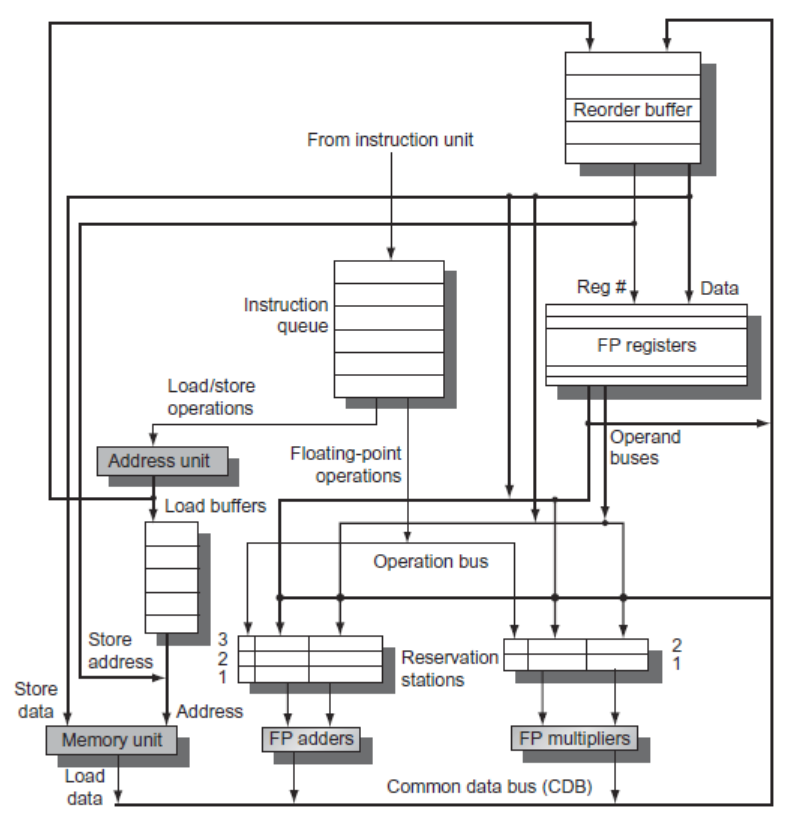 Reorder buffer
From instruction unit
Reg #
Data
Instruction
queue
FP registers
Load/store
operations
Operand
buses
Floating-point
operations
Address unit
Load buffers
Operation bus
Store
address
3
2
1
Reservation
stations
2
1
Store
data
Address
Memory unit
FP adders
FP multipliers
Load
data
Common data bus (CDB)